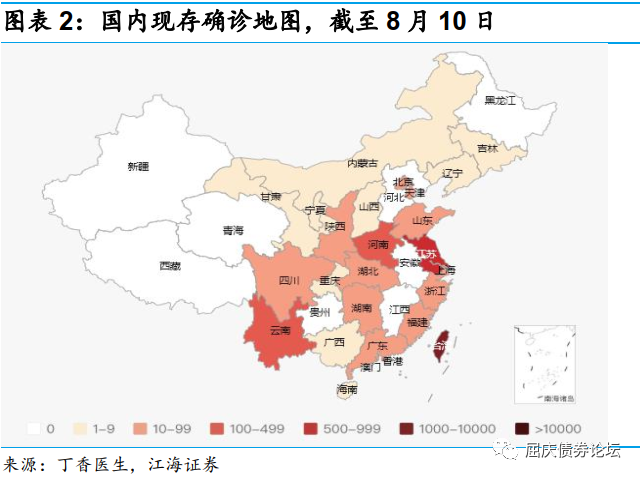 图表 2：国内现存确诊地图，截至 8 月 10 日
黑龙江
吉林
辽宁
内蒙古
新疆
北京
天津
河北
甘肃
宁夏
山西
山东
青海
陕西
河南
江苏
西藏
安徽
上海
四川
重庆
湖北
浙江
贵州
湖南
江西
福建
云南
台湾
广西
广东
香港
澳门
海南
南海诸岛
0
1-9
10-99
100-499
500-999
1000-10000
>10000
屈庆债券论坛
来源：丁香医生，江海证券